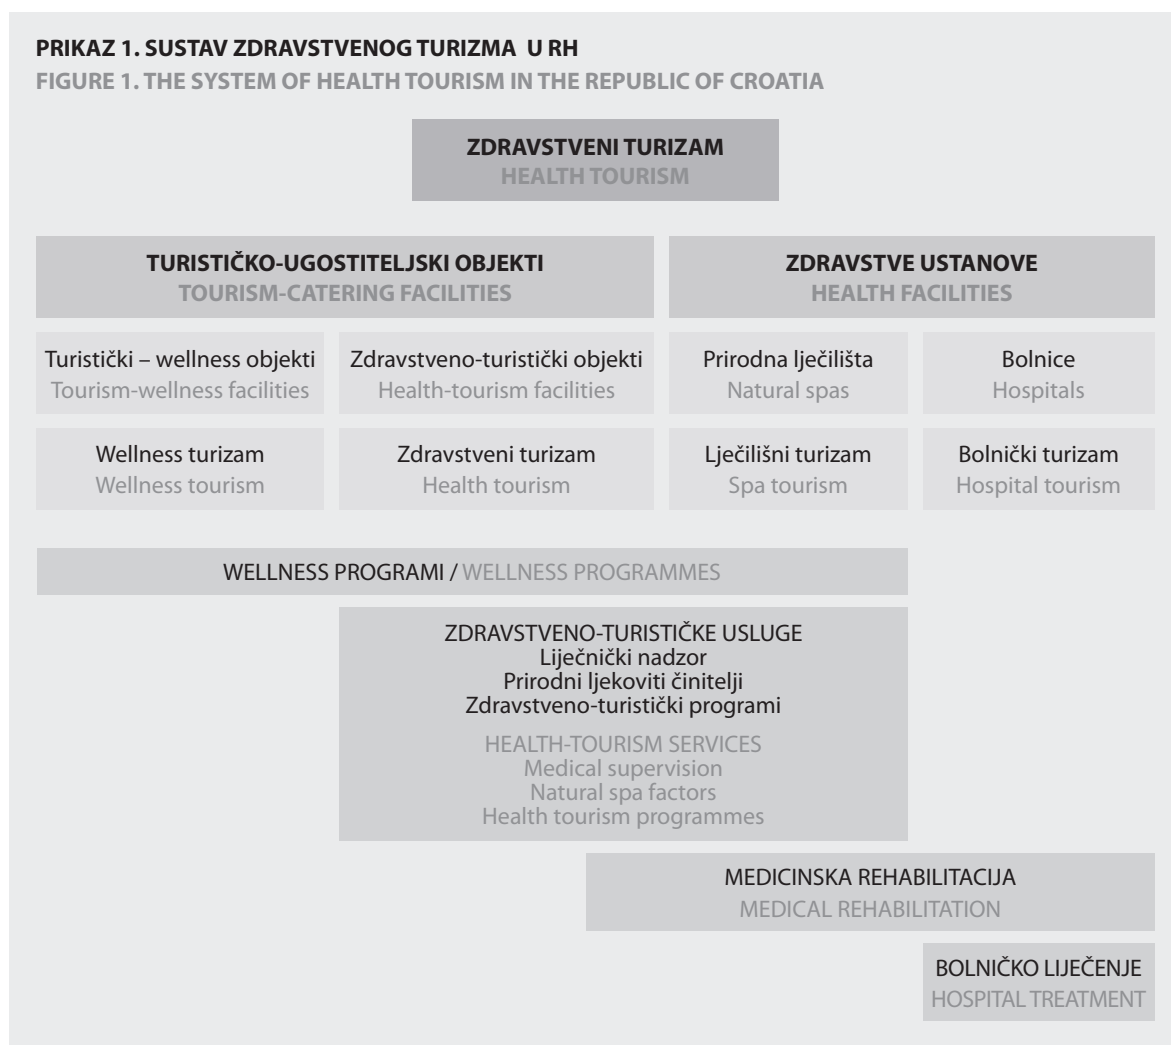 PRIKAZ 1. SUSTAV ZDRAVSTVENOG TURIZMA U RH
FIGURE 1. THE SYSTEM OF HEALTH TOURISM IN THE REPUBLIC OF CROATIA
ZDRAVSTVENI TURIZAM
HEALTH TOURISM
TURISTIČKO-UGOSTITELJSKI OBJEKTI
TOURISM-CATERING FACILITIES
ZDRAVSTVE USTANOVE
HEALTH FACILITIES
Turistički – wellness objekti
Tourism-wellness facilities
Zdravstveno-turistički objekti
Health-tourism facilities
Prirodna lječilišta
Natural spas
Bolnice
Hospitals
Wellness turizam
Wellness tourism
Zdravstveni turizam
Health tourism
Lječilišni turizam
Spa tourism
Bolnički turizam
Hospital tourism
WELLNESS PROGRAMI / WELLNESS PROGRAMMES
ZDRAVSTVENO-TURISTIČKE USLUGE
Liječnički nadzor
Prirodni ljekoviti činitelji
Zdravstveno-turistički programi
HEALTH-TOURISM SERVICES
Medical supervision
Natural spa factors
Health tourism programmes
MEDICINSKA REHABILITACIJA
MEDICAL REHABILITATION
BOLNIČKO LIJEČENJE
HOSPITAL TREATMENT